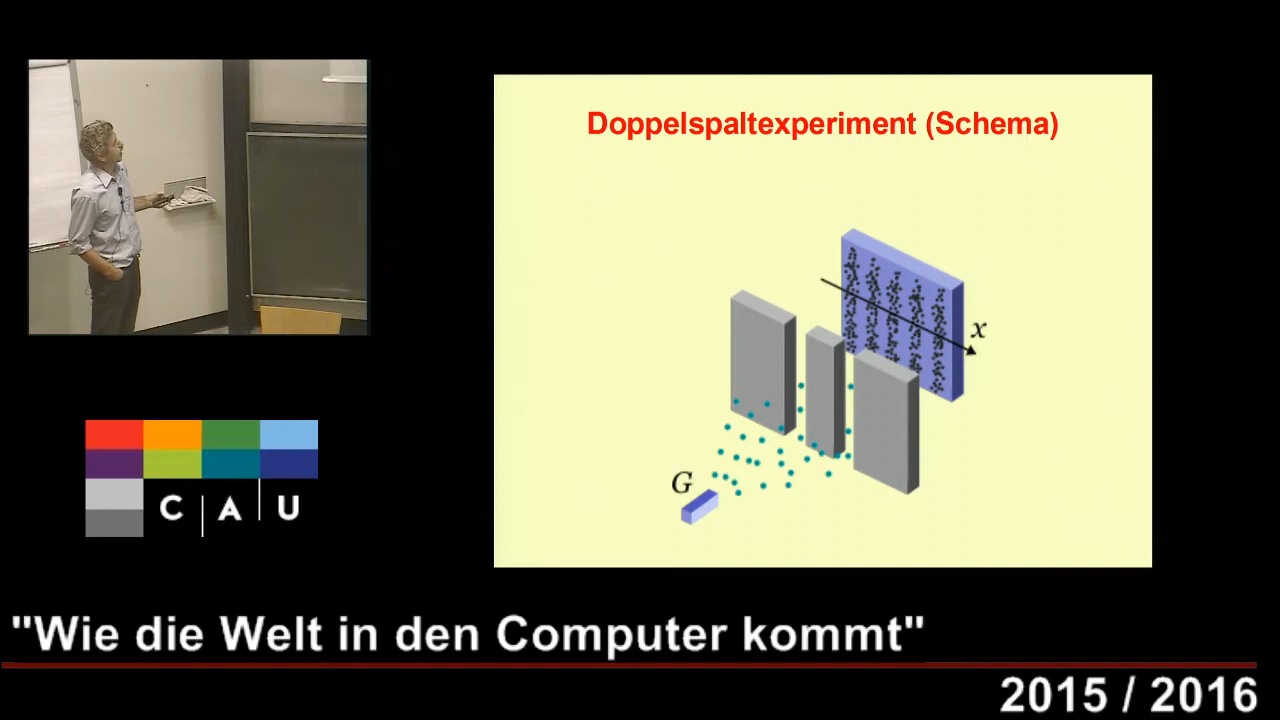 Doppelspaltexperiment (Schema)
x
G
C A U
"Wie die Welt in den Computer kommt"
2015 / 2016